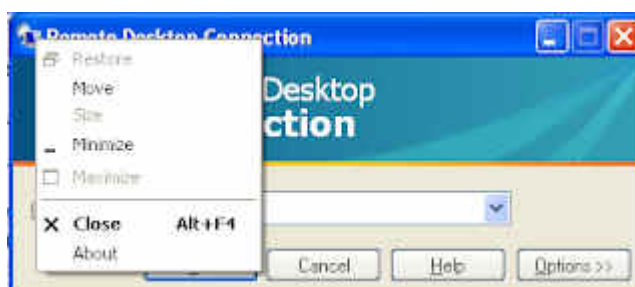 Remote Desktop Connection
Restore
Move
Size
Minimize
Maximize
Close Alt+F4
About
Desktop
ction
Cancel
Help
Options >>